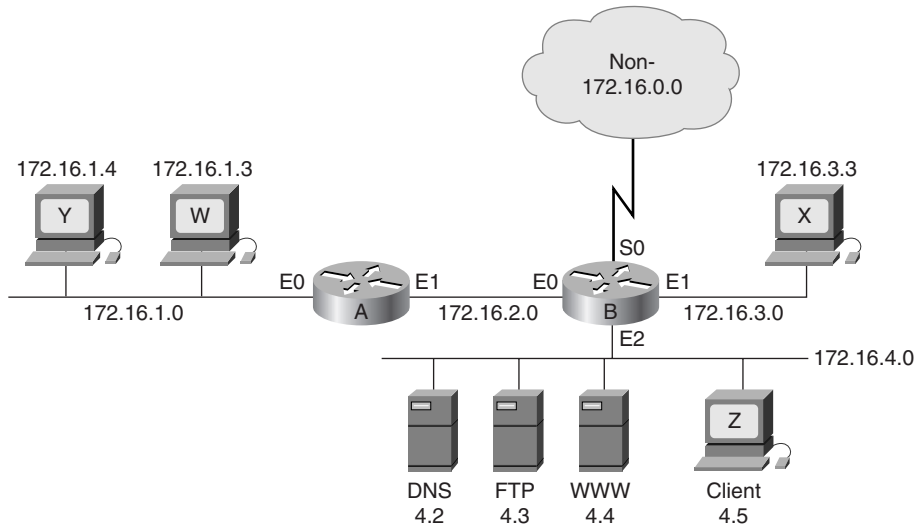 Non-
172.16.0.0
172.16.1.4
172.16.1.3
172.16.3.3
Y
W
X
S0
E0
E1
E0
E1
172.16.1.0
A
172.16.2.0
B
172.16.3.0
E2
172.16.4.0
Z
DNS
4.2
FTP
4.3
WWW
4.4
Client
4.5